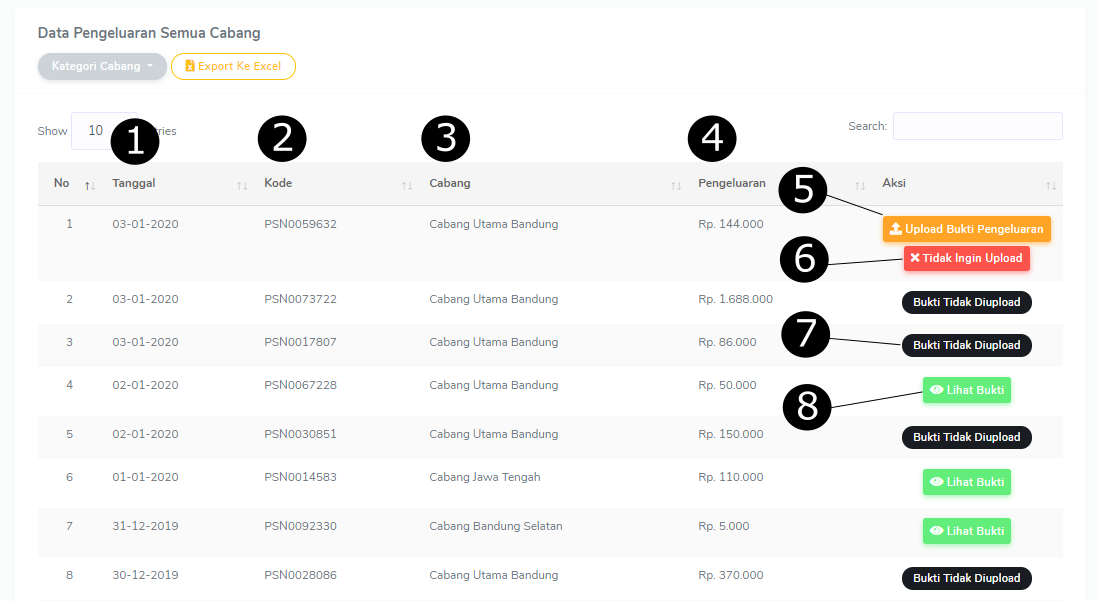 Data Pengeluaran Semua Cabang
Kategori Cabang Export Ke Excel
Show 10 tries Search:
1 2 3 4
No Tanggal Kode Cabang Pengeluaran Aksi
5
1 03-01-2020 PSN0059632 Cabang Utama Bandung Rp. 144.000 Upload Bukti Pengeluaran
6 Tidak Ingin Upload
2 03-01-2020 PSN0073722 Cabang Utama Bandung Rp. 1.688.000 Bukti Tidak Diupload
3 03-01-2020 PSN0017807 Cabang Utama Bandung Rp. 86.000 7 Bukti Tidak Diupload
4 02-01-2020 PSN0067228 Cabang Utama Bandung Rp. 50.000 8 Lihat Bukti
5 02-01-2020 PSN0030851 Cabang Utama Bandung Rp. 150.000 Bukti Tidak Diupload
6 01-01-2020 PSN0014583 Cabang Jawa Tengah Rp. 110.000 Lihat Bukti
7 31-12-2019 PSN0092330 Cabang Bandung Selatan Rp. 5.000 Lihat Bukti
8 30-12-2019 PSN0028086 Cabang Utama Bandung Rp. 370.000 Bukti Tidak Diupload